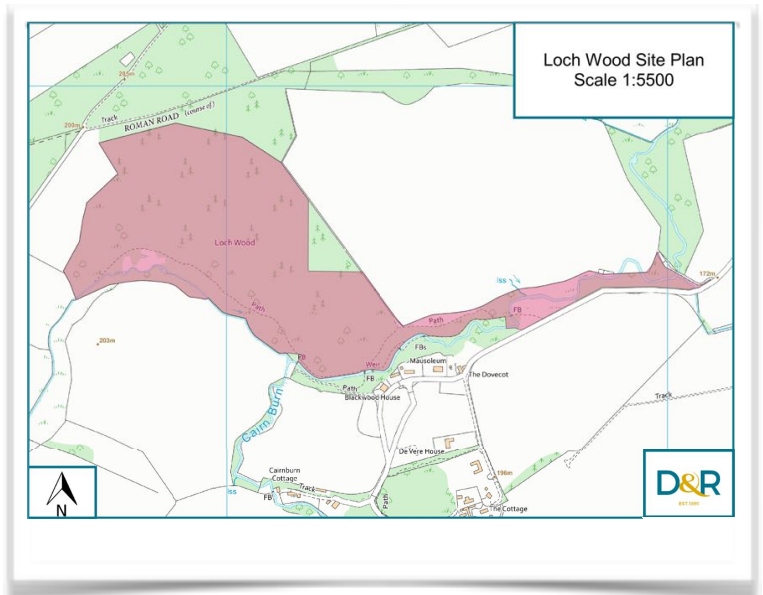 Loch Wood Site Plan
Scale 1:5500
205m
Track
200m
ROMAN ROAD (course of)
Loch Wood
Iss
172m
Path
Path
FB
203m
FBs
FB
Weir
Mausoleum
The Dovecot
FB
Path
Blackwood House
Track
Cairn Burn
De Vere House
D&R
Cairnburn
Cottage
Track
196m
Iss
FB
Path
The Cottage
N